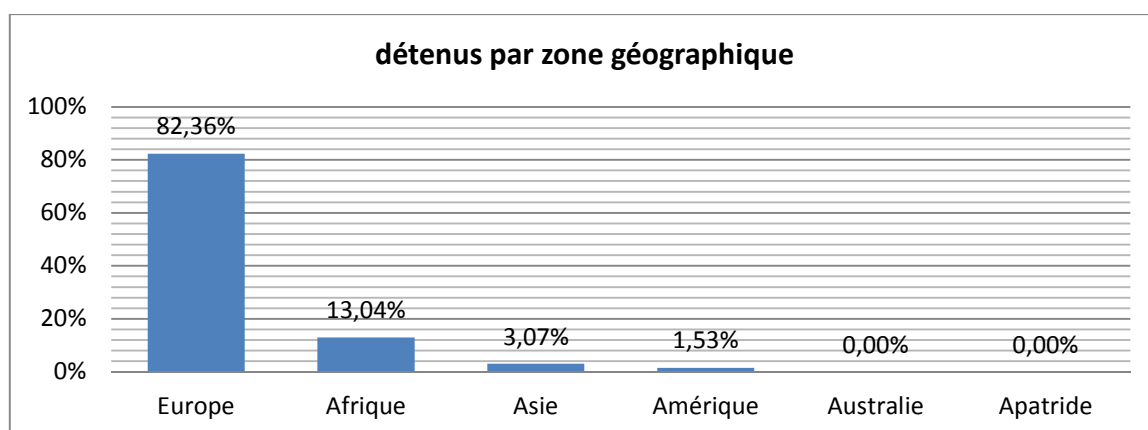 détenus par zone géographique
100%
80%
60%
40%
20%
0%
82,36%
13,04%
3,07%
1,53%
0,00%
0,00%
Europe
Afrique
Asie
Amérique
Australie
Apatride